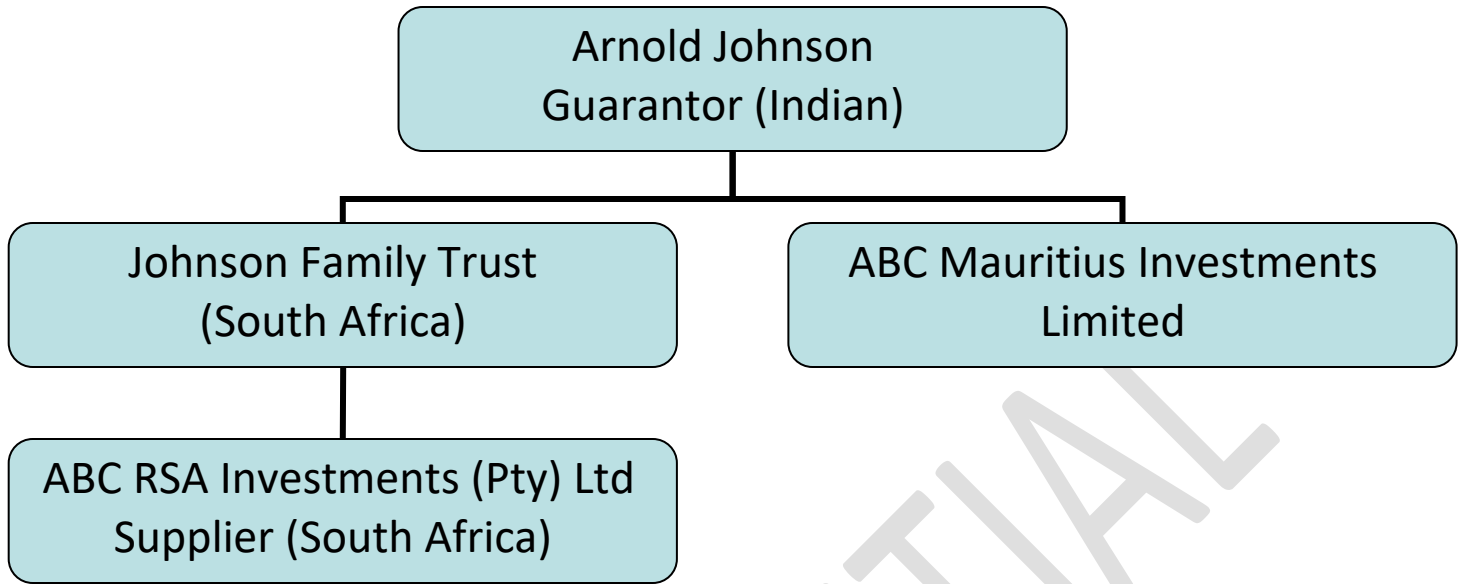 Arnold Johnson
Guarantor (Indian)
Johnson Family Trust
(South Africa)
ABC Mauritius Investments
Limited
ABC RSA Investments (Pty) Ltd
Supplier (South Africa)
TIAL